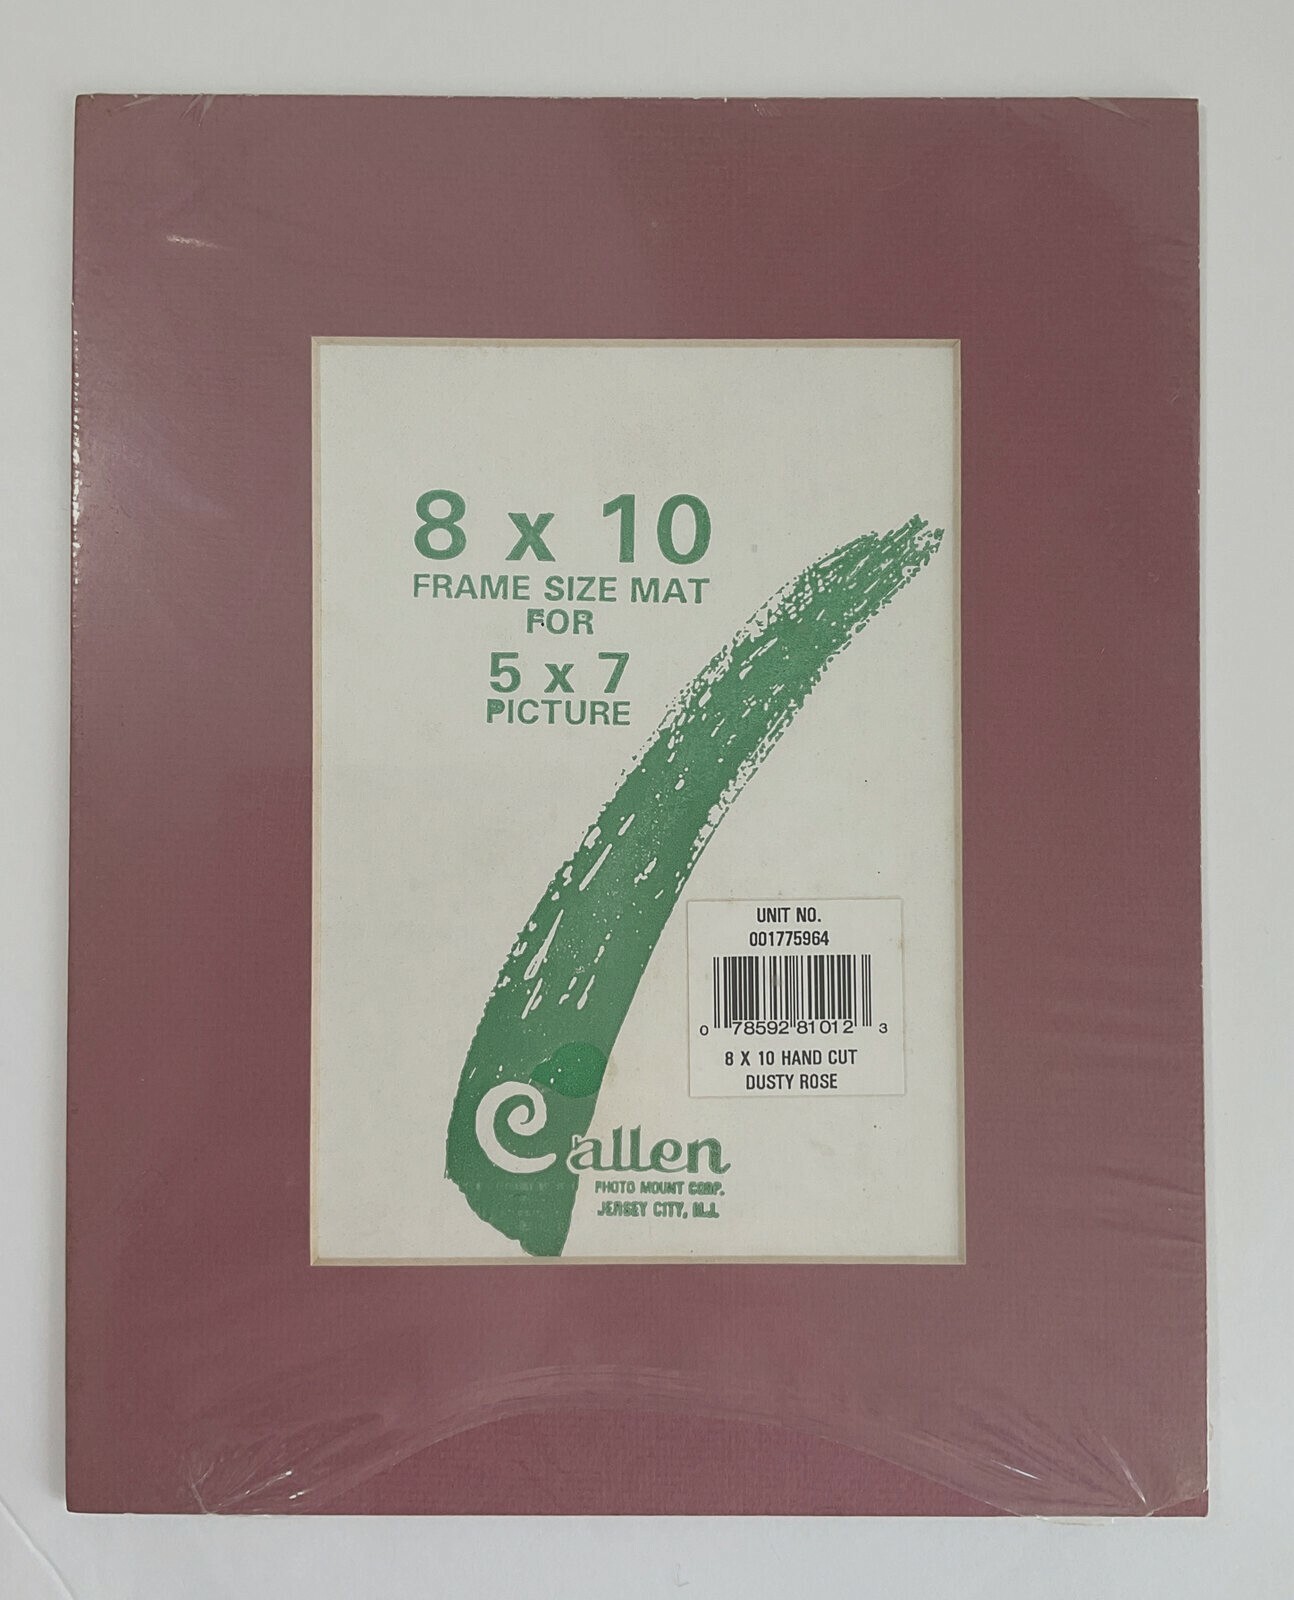 8 x 10
FRAME SIZE MAT
FOR
5 x 7
PICTURE
UNIT NO.
001775964
0 78592 81012 3
8 X 10 HAND CUT
DUSTY ROSE
Callen
PHOTO MOUNT CORP.
JERSEY CITY, N.J.